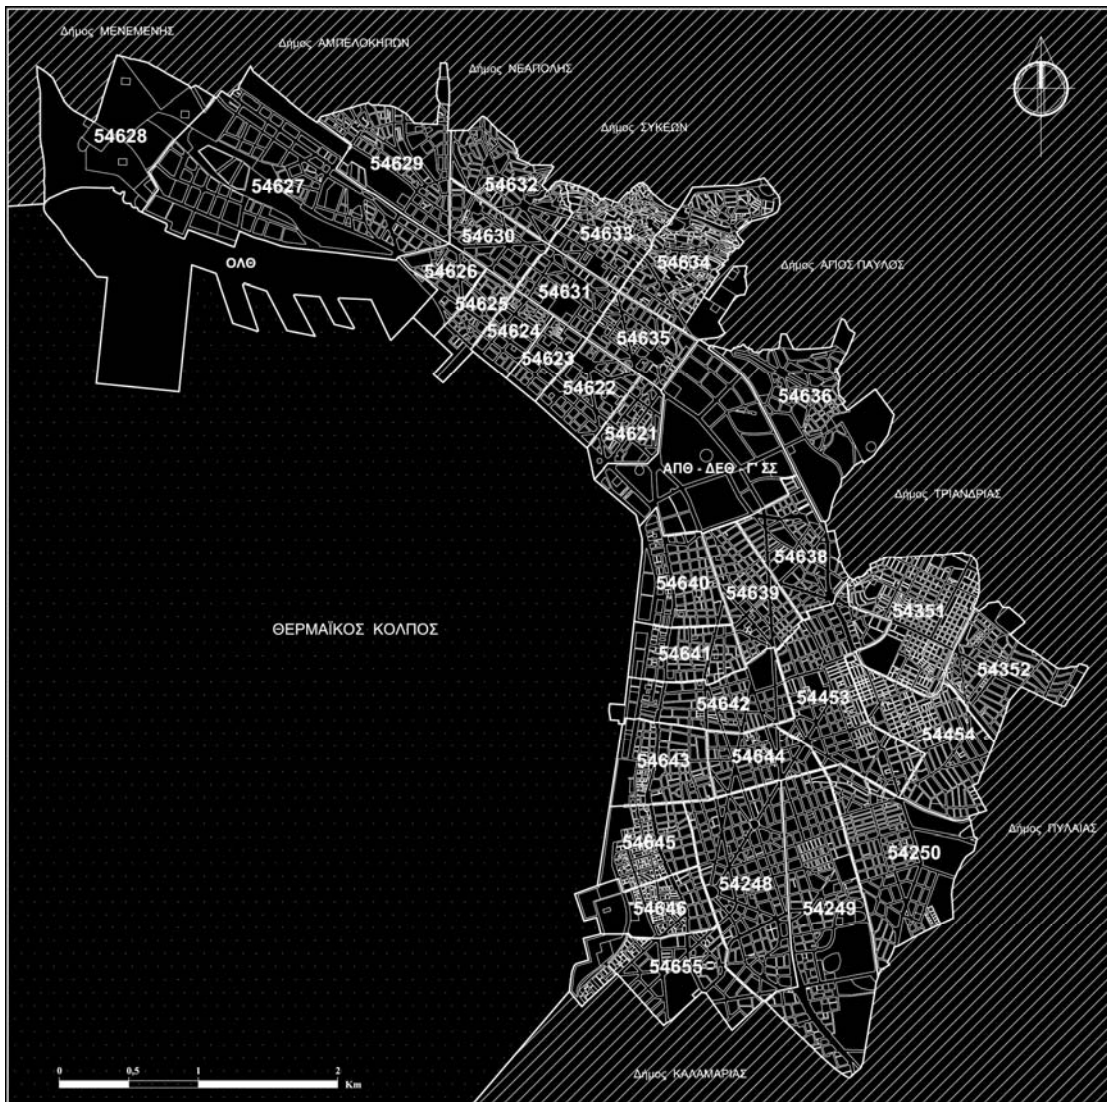 Δήμος ΜΕΝΕΜΕΝΗΣ
Δήμος ΑΜΠΕΛΟΚΗΠΩΝ
Δήμος ΝΕΑΠΟΛΗΣ
Δήμος ΣΥΚΕΩΝ
54628
54629
54627
54632
54630
54633
54634
ΟΛΘ
54626
54631
Δήμος ΑΓΙΟΣ ΠΑΥΛΟΣ
54625
54624
54635
54623
54622
54636
54621
ΑΠΘ - ΔΕΘ - Γ' ΣΣ
Δήμος ΤΡΙΑΝΔΡΙΑΣ
54638
54640
54639
54351
ΘΕΡΜΑΪΚΟΣ ΚΟΛΠΟΣ
54641
54352
54642
54453
54454
54643
54644
Δήμος ΠΥΛΑΙΑΣ
54645
54250
54248
54646
54249
54655
Δήμος ΚΑΛΑΜΑΡΙΑΣ
0 0,5 1 2
Km